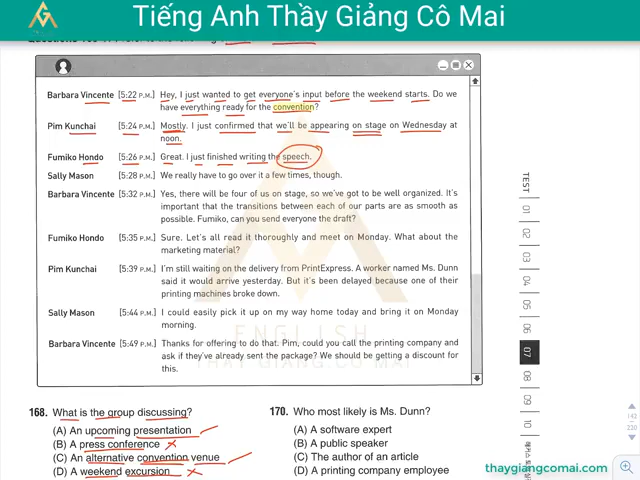 Tiếng Anh Thầy Giảng Cô Mai
Barbara Vincente [5:22 P.M.] Hey, I just wanted to get everyone's input before the weekend starts. Do we
have everything ready for the convention?
Pim Kunchai [5:24 P.M.] Mostly. I just confirmed that we'll be appearing on stage on Wednesday at
noon.
Fumiko Hondo [5:26 P.M.] Great. I just finished writing the speech.
Sally Mason [5:28 P.M.] We really have to go over it a few times, though.
Barbara Vincente [5:32 P.M.] Yes, there will be four of us on stage, so we've got to be well organized. It's
important that the transitions between each of our parts are as smooth as
possible. Fumiko, can you send everyone the draft?
Fumiko Hondo [5:35 P.M.] Sure. Let's all read it thoroughly and meet on Monday. What about the
marketing material?
Pim Kunchai [5:39 P.M.] I'm still waiting on the delivery from PrintExpress. A worker named Ms. Dunn
said it would arrive yesterday. But it's been delayed because one of their
printing machines broke down.
Sally Mason [5:44 P.M.] I could easily pick it up on my way home today and bring it on Monday
morning.
Barbara Vincente [5:49 P.M.] Thanks for offering to do that. Pim, could you call the printing company and
ask if they've already sent the package? We should be getting a discount for
this.
ENGLISH
THẦY GIẢNG CÔ MAI
168. What is the group discussing?
(A) An upcoming presentation
(B) A press conference
(C) An alternative convention venue
(D) A weekend excursion
170. Who most likely is Ms. Dunn?
(A) A software expert
(B) A public speaker
(C) The author of an article
(D) A printing company employee
TEST
01
02
03
04
05
06
07
08
09
10
142
220
thaygiangcomai.com